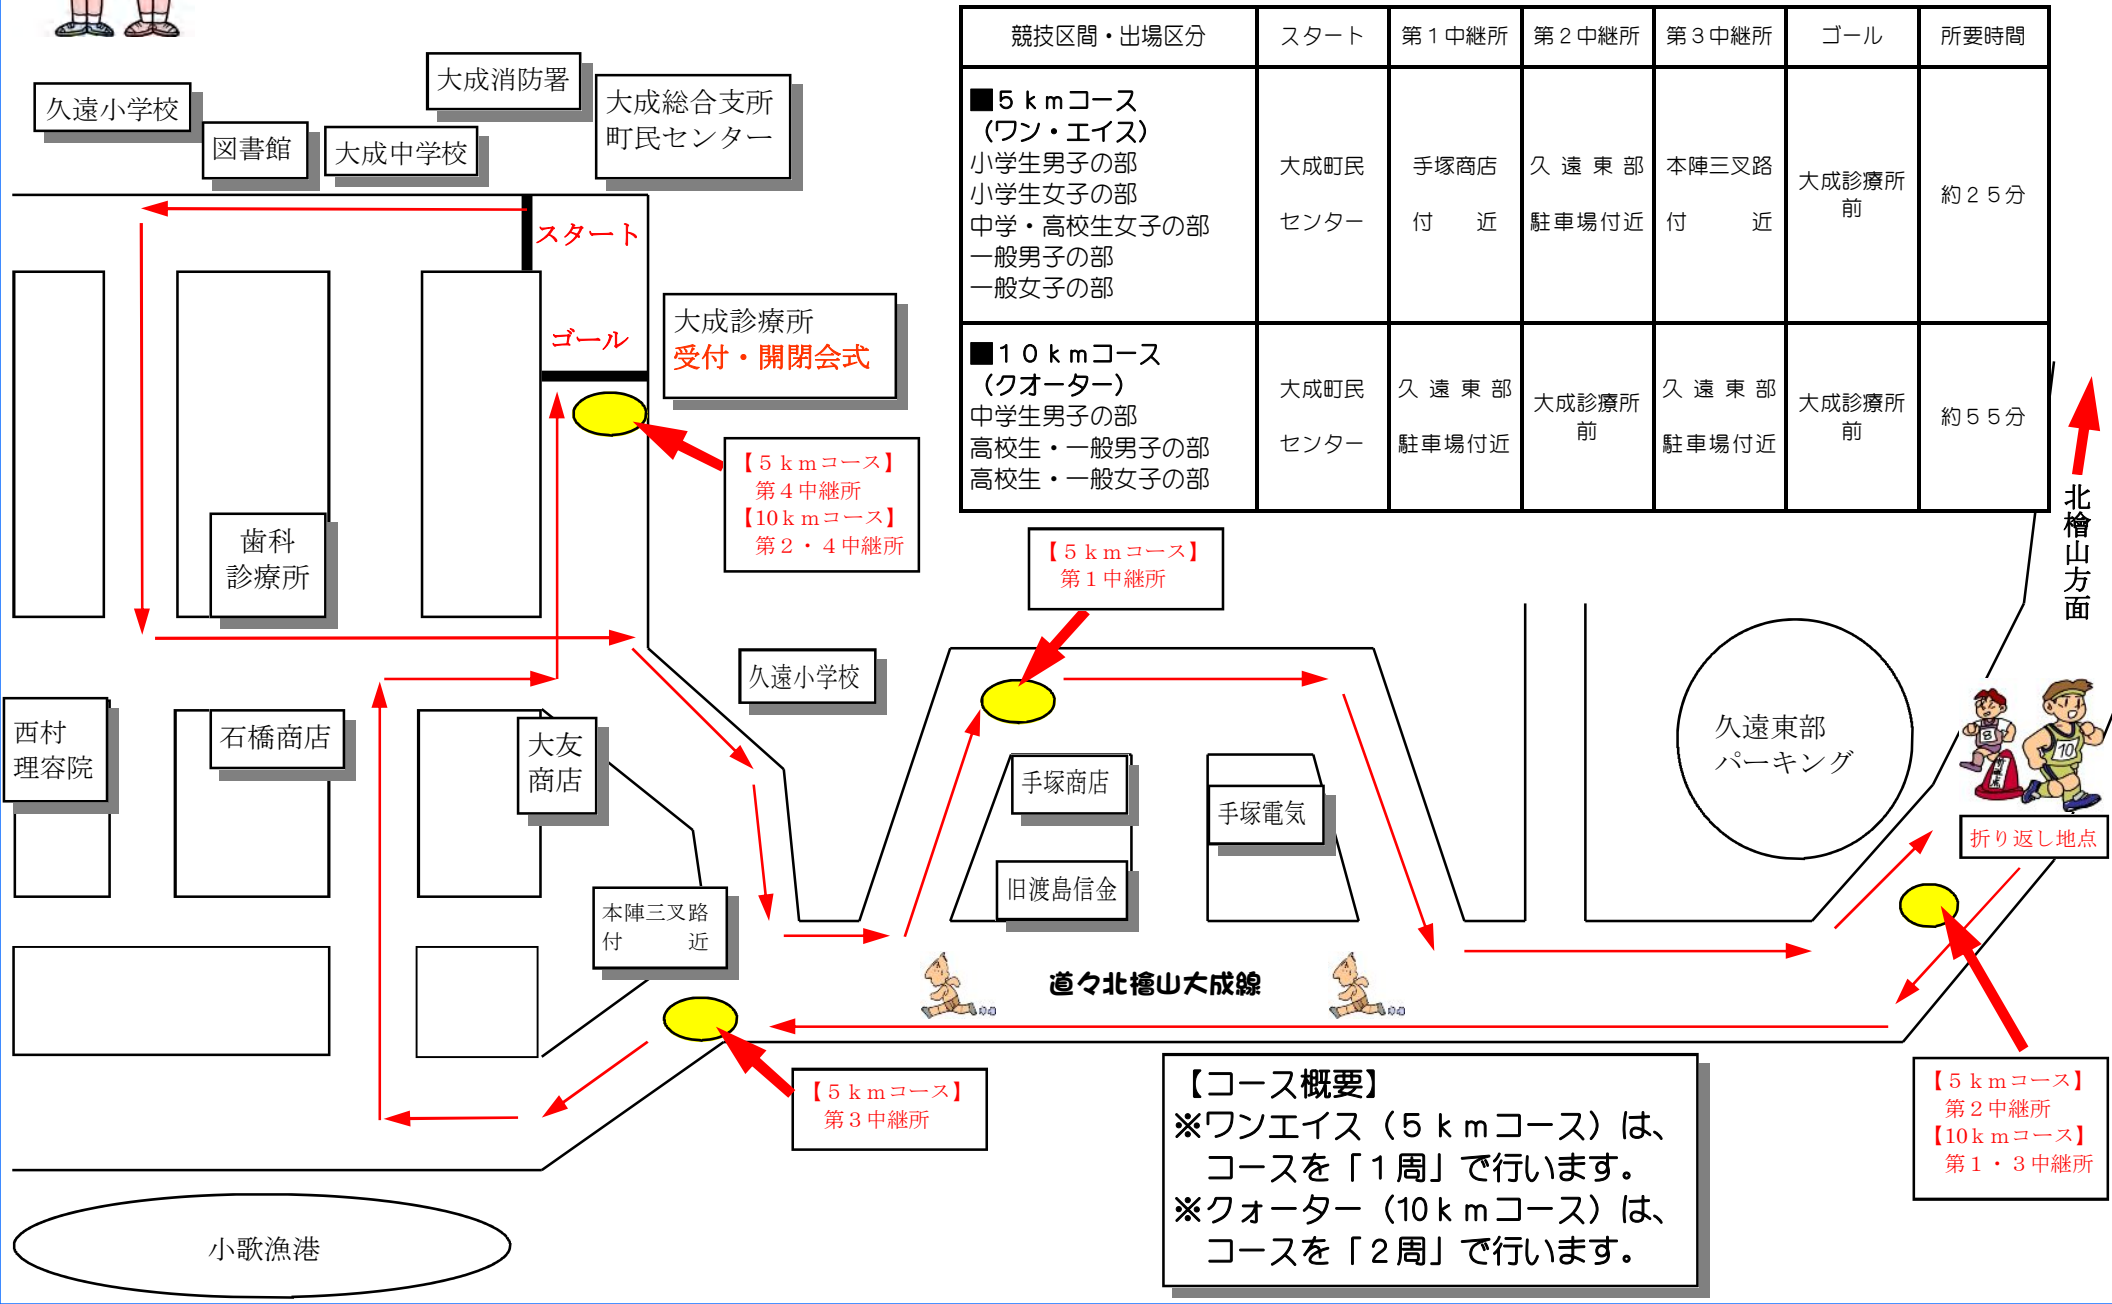 競技区間・出場区分 スタート 第１中継所 第２中継所 第３中継所 ゴール 所要時間
■５ｋｍコース
（ワン・エイス）
小学生男子の部
小学生女子の部
中学・高校生女子の部
一般男子の部
一般女子の部
大成町民
センター
手塚商店
付　近
久遠東部
駐車場付近
本陣三叉路
付　近
大成診療所
前
約２５分
■１０ｋｍコース
（クオーター）
中学生男子の部
高校生・一般男子の部
高校生・一般女子の部
大成町民
センター
久遠東部
駐車場付近
大成診療所
前
久遠東部
駐車場付近
大成診療所
前
約５５分
久遠小学校
図書館
大成中学校
大成消防署
大成総合支所
町民センター
スタート
ゴール
大成診療所
受付・開閉会式
【５ｋｍコース】
第４中継所
【10ｋｍコース】
第２・４中継所
歯科
診療所
【５ｋｍコース】
第１中継所
北檜山方面
久遠小学校
西村
理容院
石橋商店
大友
商店
手塚商店
手塚電気
旧渡島信金
久遠東部
パーキング
8
10
折り返し地点
本陣三叉路
付　近
道々北檜山大成線
【５ｋｍコース】
第３中継所
【５ｋｍコース】
第２中継所
【10ｋｍコース】
第１・３中継所
【コース概要】
※ワンエイス（５ｋｍコース）は、
コースを「１周」で行います。
※クォーター（10ｋｍコース）は、
コースを「２周」で行います。
小歌漁港